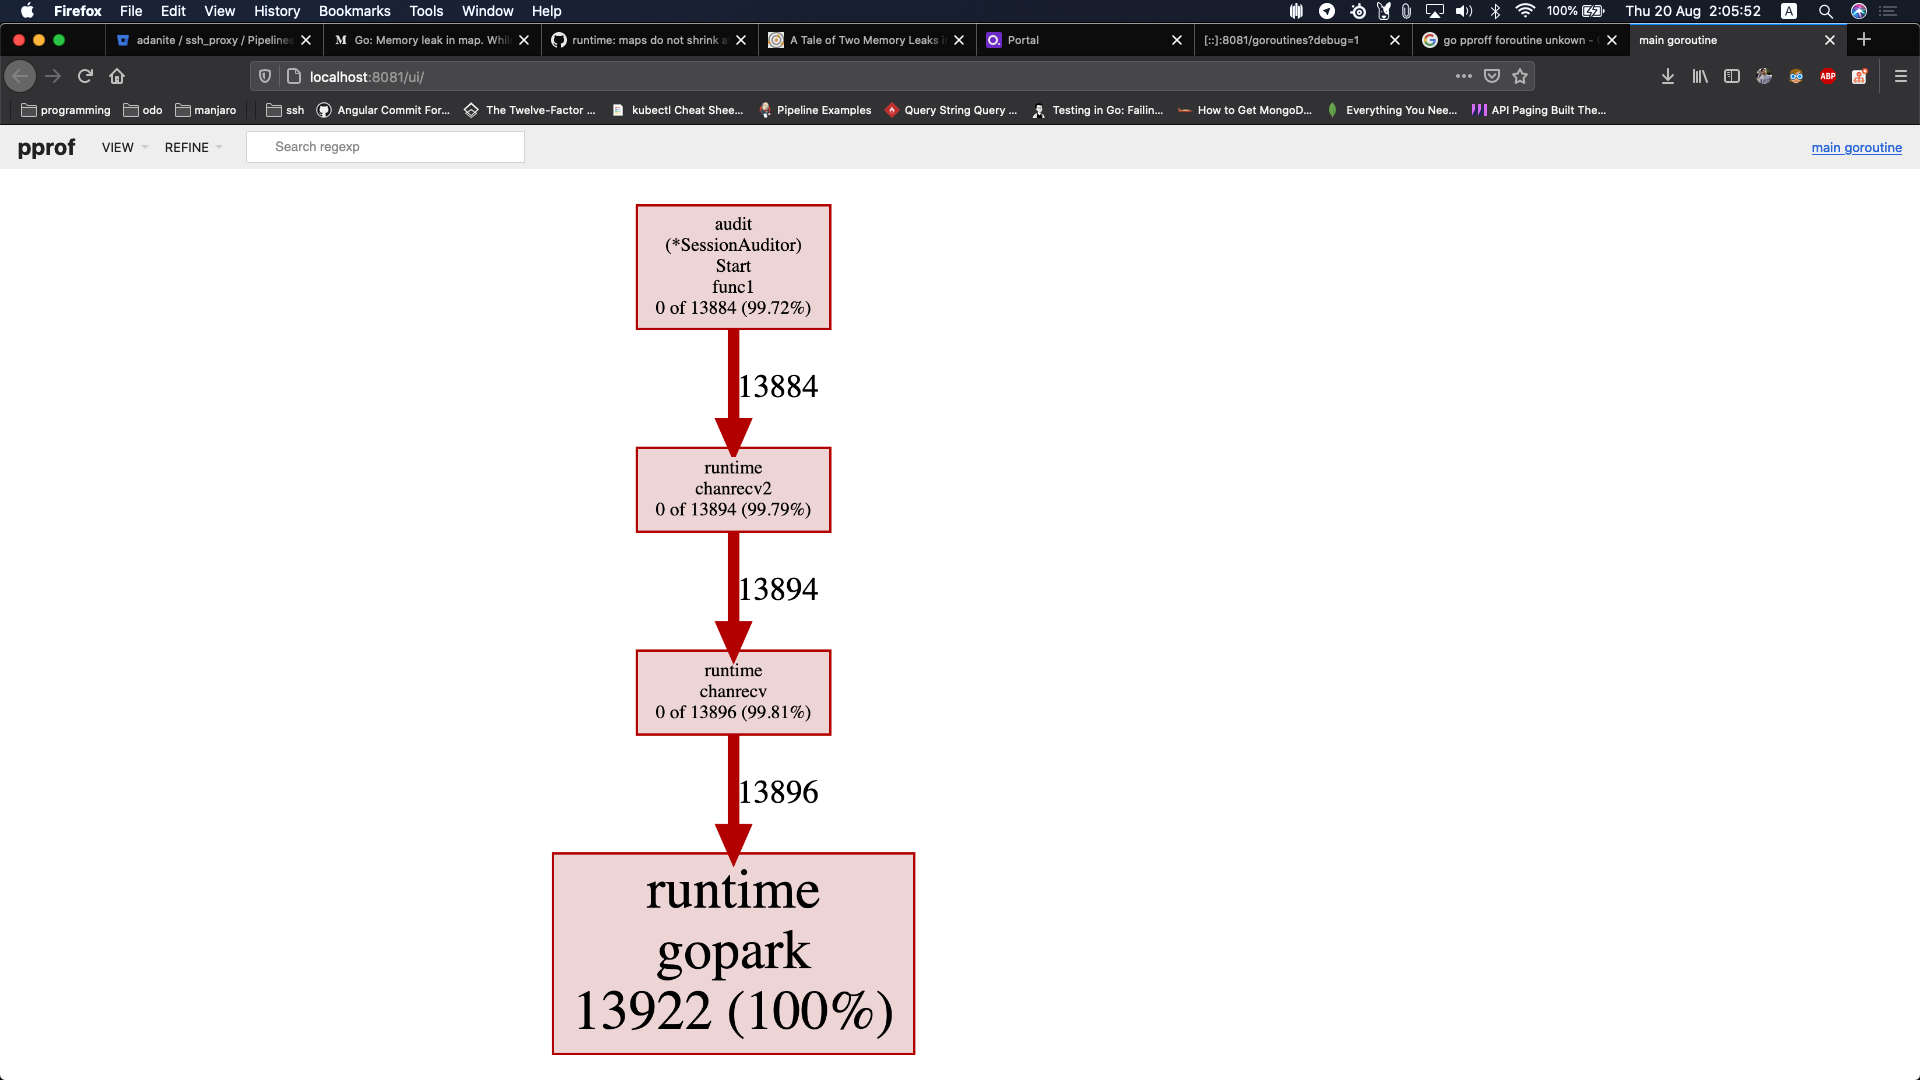 Firefox File Edit View History Bookmarks Tools Window Help 100% Thu 20 Aug 2:05:52 A
adanite / ssh_proxy / Pipelines M Go: Memory leak in map. Whi runtime: maps do not shrink a A Tale of Two Memory Leaks i Portal [::]:8081/goroutines?debug=1 go pproff foroutine unkown - main goroutine
localhost:8081/ui/ ABP
programming odo manjaro ssh Angular Commit For... The Twelve-Factor ... kubectl Cheat Shee... Pipeline Examples Query String Query ... Testing in Go: Failin... How to Get MongoD... Everything You Nee... API Paging Built The...
pprof VIEW REFINE Search regexp main goroutine
audit
(*SessionAuditor)
Start
func1
0 of 13884 (99.72%)
13884
runtime
chanrecv2
0 of 13894 (99.79%)
13894
runtime
chanrecv
0 of 13896 (99.81%)
13896
runtime
gopark
13922 (100%)